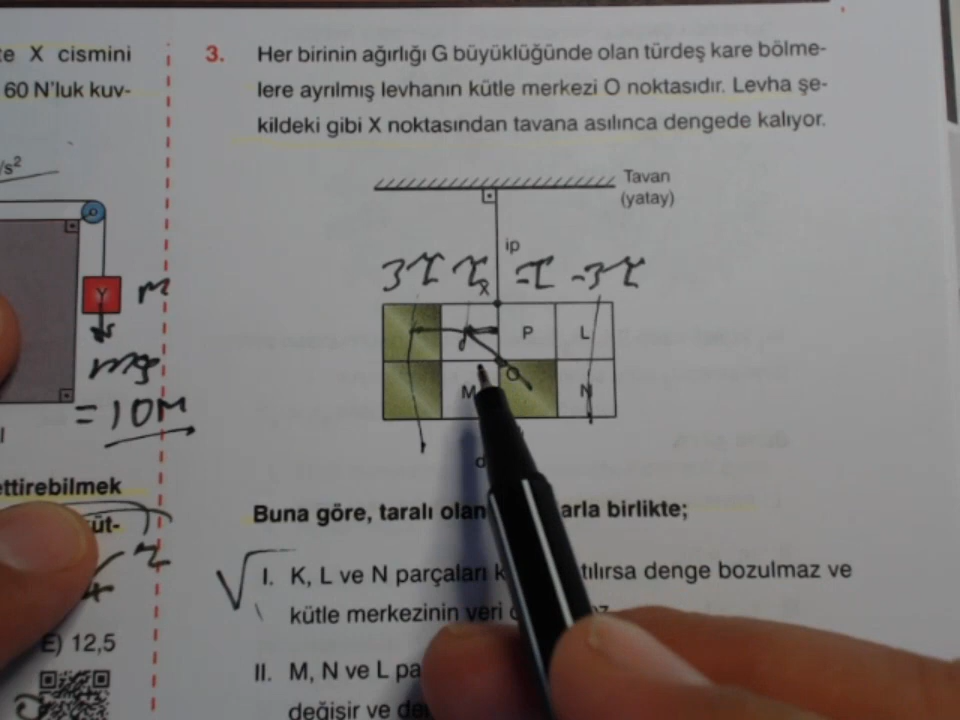 te X cismini
60 N'luk kuv-
/s²
Y
m
mg
= 10M
ettirebilmek
küt-
E) 12,5
3. Her birinin ağırlığı G büyüklüğünde olan türdeş kare bölme-
lere ayrılmış levhanın kütle merkezi O noktasıdır. Levha şe-
kildeki gibi X noktasından tavana asılınca dengede kalıyor.
Tavan
(yatay)
ip
X
P L
O
M N
Buna göre, taralı olan arla birlikte;
I. K, L ve N parçaları tılırsa denge bozulmaz ve
kütle merkezinin yeri
II. M, N ve L pa
değişir ve de